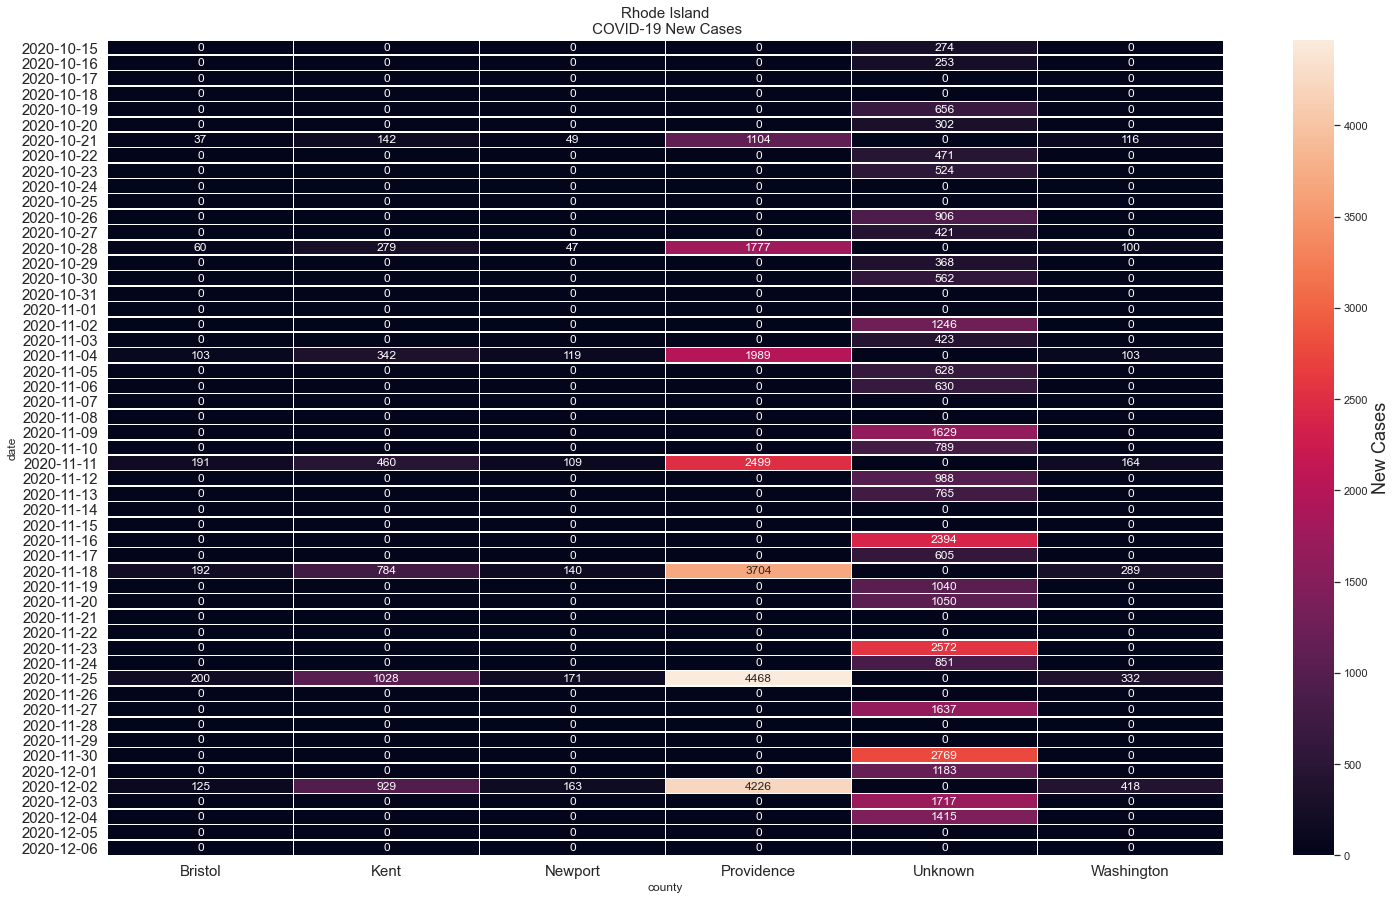 Rhode Island
COVID-19 New Cases
2020-10-15 0 0 0 0 274 0
2020-10-16 0 0 0 0 253 0
2020-10-17 0 0 0 0 0 0
2020-10-18 0 0 0 0 0 0
2020-10-19 0 0 0 0 656 0
2020-10-20 0 0 0 0 302 0
2020-10-21 37 142 49 1104 0 116
2020-10-22 0 0 0 0 471 0
2020-10-23 0 0 0 0 524 0
2020-10-24 0 0 0 0 0 0
2020-10-25 0 0 0 0 0 0
2020-10-26 0 0 0 0 906 0
2020-10-27 0 0 0 0 421 0
2020-10-28 60 279 47 1777 0 100
2020-10-29 0 0 0 0 368 0
2020-10-30 0 0 0 0 562 0
2020-10-31 0 0 0 0 0 0
2020-11-01 0 0 0 0 0 0
2020-11-02 0 0 0 0 1246 0
2020-11-03 0 0 0 0 423 0
2020-11-04 103 342 119 1989 0 103
2020-11-05 0 0 0 0 628 0
2020-11-06 0 0 0 0 630 0
2020-11-07 0 0 0 0 0 0
2020-11-08 0 0 0 0 0 0
2020-11-09 0 0 0 0 1629 0
2020-11-10 0 0 0 0 789 0
2020-11-11 191 460 109 2499 0 164
2020-11-12 0 0 0 0 988 0
2020-11-13 0 0 0 0 765 0
2020-11-14 0 0 0 0 0 0
2020-11-15 0 0 0 0 0 0
2020-11-16 0 0 0 0 2394 0
2020-11-17 0 0 0 0 605 0
2020-11-18 192 784 140 3704 0 289
2020-11-19 0 0 0 0 1040 0
2020-11-20 0 0 0 0 1050 0
2020-11-21 0 0 0 0 0 0
2020-11-22 0 0 0 0 0 0
2020-11-23 0 0 0 0 2572 0
2020-11-24 0 0 0 0 851 0
2020-11-25 200 1028 171 4468 0 332
2020-11-26 0 0 0 0 0 0
2020-11-27 0 0 0 0 1637 0
2020-11-28 0 0 0 0 0 0
2020-11-29 0 0 0 0 0 0
2020-11-30 0 0 0 0 2769 0
2020-12-01 0 0 0 0 1183 0
2020-12-02 125 929 163 4226 0 418
2020-12-03 0 0 0 0 1717 0
2020-12-04 0 0 0 0 1415 0
2020-12-05 0 0 0 0 0 0
2020-12-06 0 0 0 0 0 0
Bristol Kent Newport Providence Unknown Washington
county
date
4000
3500
3000
2500
2000
1500
1000
500
0
New Cases